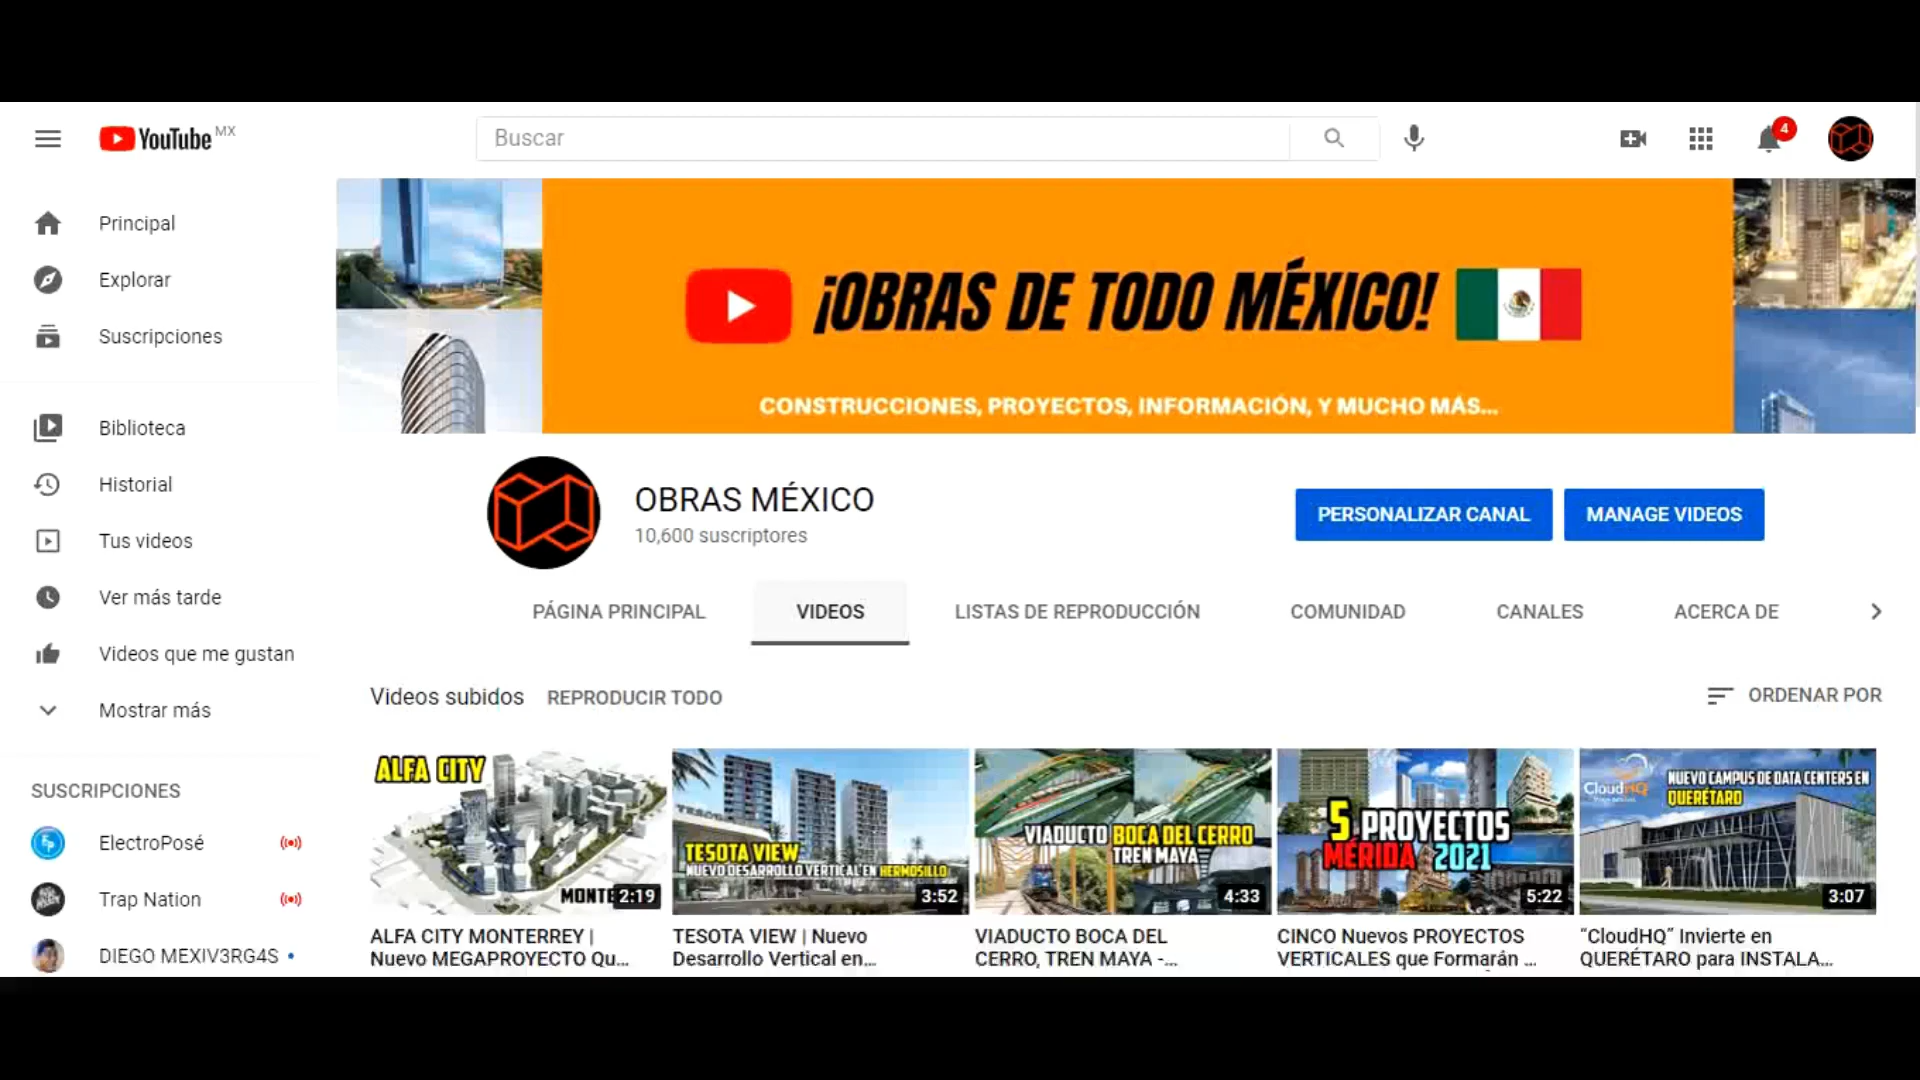 YouTube MX
Buscar
4
Principal
Explorar
Suscripciones
Biblioteca
Historial
Tus videos
Ver más tarde
Videos que me gustan
Mostrar más
SUSCRIPCIONES
ElectroPosé
Trap Nation
DIEGO MEXIV3RG4S
¡OBRAS DE TODO MÉXICO!
CONSTRUCCIONES, PROYECTOS, INFORMACIÓN, Y MUCHO MÁS...
OBRAS MÉXICO
10,600 suscriptores
PERSONALIZAR CANAL
MANAGE VIDEOS
PÁGINA PRINCIPAL
VIDEOS
LISTAS DE REPRODUCCIÓN
COMUNIDAD
CANALES
ACERCA DE
Videos subidos
REPRODUCIR TODO
ORDENAR POR
ALFA CITY
MONTE
2:19
ALFA CITY MONTERREY |
Nuevo MEGAPROYECTO Qu...
TESOTA VIEW
NUEVO DESARROLLO VERTICAL EN HERMOSILLO
3:52
TESOTA VIEW | Nuevo
Desarrollo Vertical en...
VIADUCTO BOCA DEL CERRO
TREN MAYA
4:33
VIADUCTO BOCA DEL
CERRO, TREN MAYA -...
5 PROYECTOS
MÉRIDA 2021
5:22
CINCO Nuevos PROYECTOS
VERTICALES que Formarán ...
CloudHQ
NUEVO CAMPUS DE DATA CENTERS EN
QUERÉTARO
3:07
“CloudHQ” Invierte en
QUERÉTARO para INSTALA...